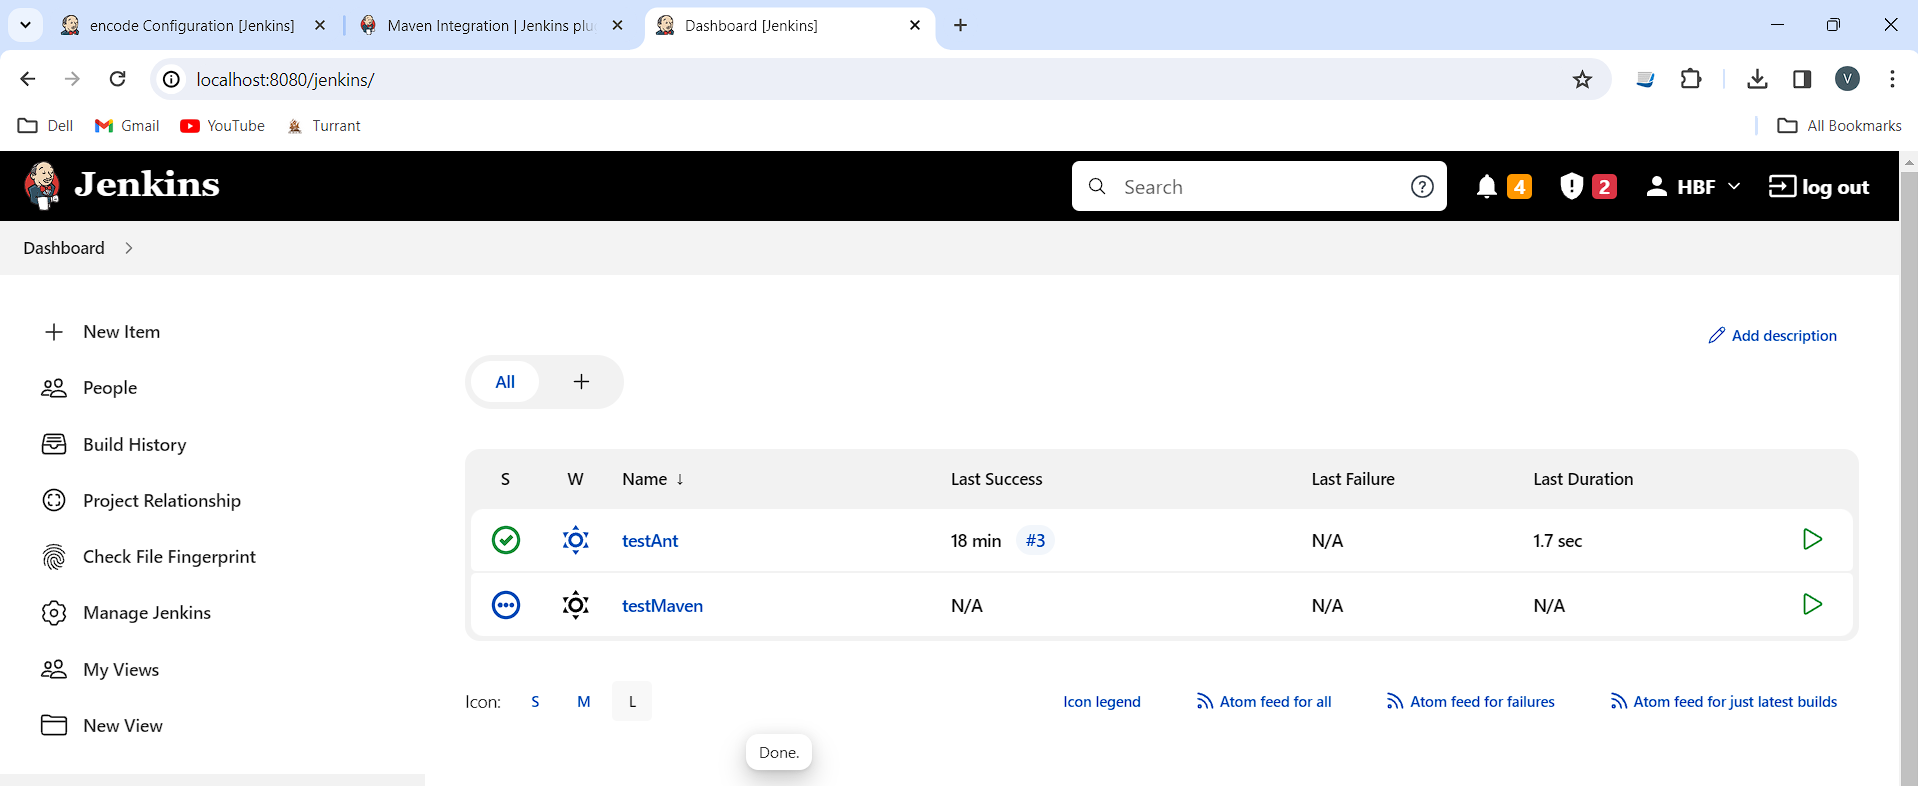 encode Configuration [Jenkins]
Maven Integration | Jenkins plu
Dashboard [Jenkins]
localhost:8080/jenkins/
V
Dell
Gmail
YouTube
Turrant
All Bookmarks
Jenkins
Search
4
2
HBF
log out
Dashboard
New Item
People
Build History
Project Relationship
Check File Fingerprint
Manage Jenkins
My Views
New View
Add description
All
S W Name ↓ Last Success Last Failure Last Duration
testAnt 18 min #3 N/A 1.7 sec
testMaven N/A N/A N/A
Icon: S M L
Icon legend
Atom feed for all
Atom feed for failures
Atom feed for just latest builds
Done.